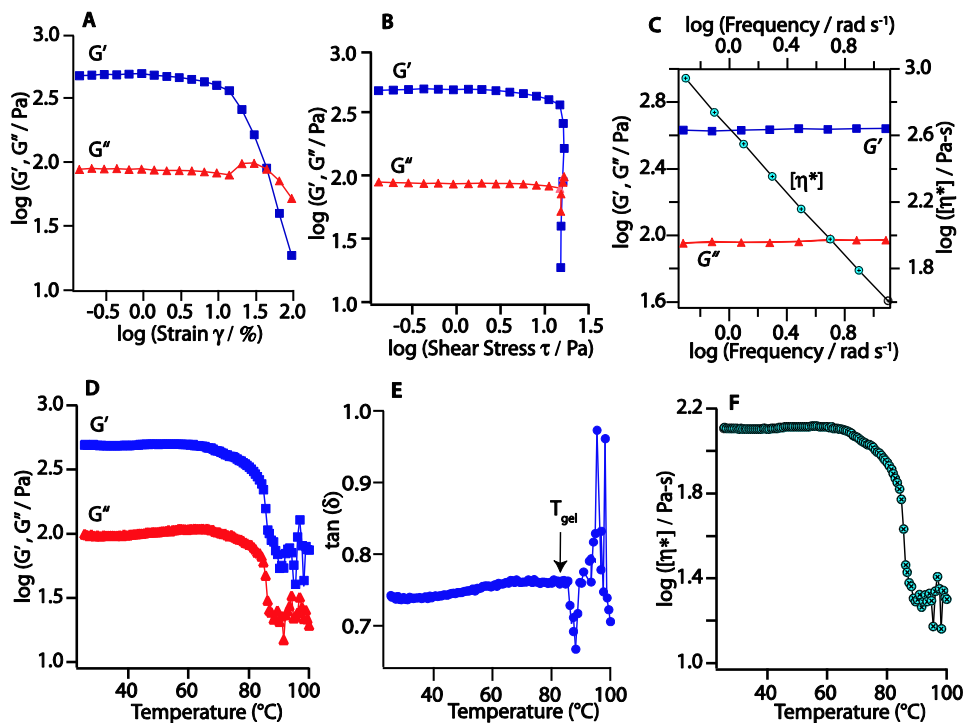 A
log (G′, G″ / Pa)
3.0
2.5
2.0
1.5
1.0
G′
G″
-0.5 0.0 0.5 1.0 1.5 2.0
log (Strain γ / %)
B
log (G′, G″ / Pa)
3.0
2.5
2.0
1.5
1.0
G′
G″
-0.5 0.0 0.5 1.0 1.5
log (Shear Stress τ / Pa)
C
log (Frequency / rad s⁻¹)
0.0 0.4 0.8
log (G′, G″ / Pa)
2.8
2.4
2.0
1.6
G′
[η*]
G″
3.0
2.6
2.2
1.8
log ([η*] / Pa-s)
0.0 0.4 0.8
log (Frequency / rad s⁻¹)
D
log (G′, G″ / Pa)
3.0
2.5
2.0
1.5
1.0
G′
G″
40 60 80 100
Temperature (°C)
E
tan (δ)
1.0
0.9
0.8
0.7
Tgel
40 60 80 100
Temperature (°C)
F
log ([η*] / Pa-s)
2.2
1.8
1.4
1.0
40 60 80 100
Temperature (°C)